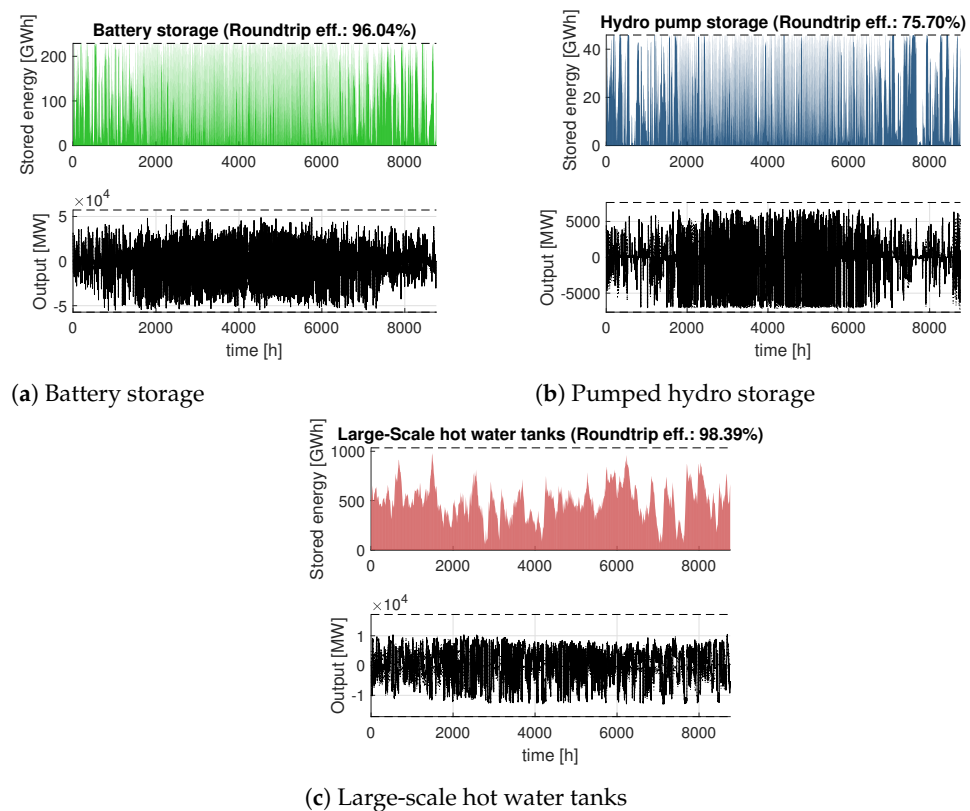 Battery storage (Roundtrip eff.: 96.04%)
Stored energy [GWh]
200
100
0
0 2000 4000 6000 8000
×10⁴
Output [MW]
5
0
-5
0 2000 4000 6000 8000
time [h]
(a) Battery storage
Hydro pump storage (Roundtrip eff.: 75.70%)
Stored energy [GWh]
40
20
0
0 2000 4000 6000 8000
Output [MW]
5000
0
-5000
0 2000 4000 6000 8000
time [h]
(b) Pumped hydro storage
Large-Scale hot water tanks (Roundtrip eff.: 98.39%)
Stored energy [GWh]
1000
500
0
0 2000 4000 6000 8000
×10⁴
Output [MW]
1
0
-1
0 2000 4000 6000 8000
time [h]
(c) Large-scale hot water tanks